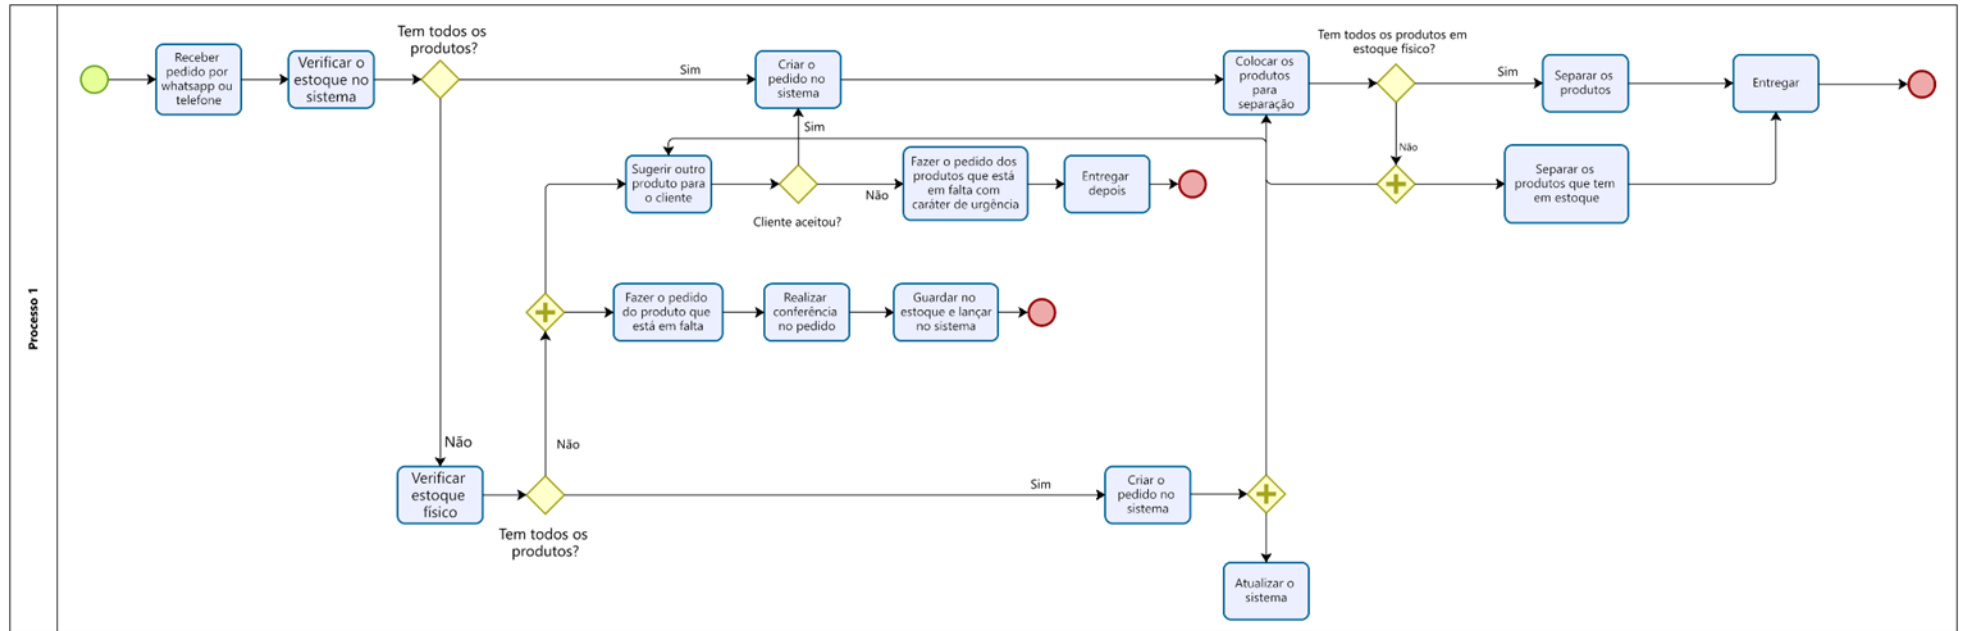 Processo 1
Receber
pedido por
whatsapp ou
telefone
Verificar o
estoque no
sistema
Tem todos os
produtos?
Sim
Criar o
pedido no
sistema
Colocar os
produtos
para
separação
Tem todos os produtos em
estoque físico?
Sim
Separar os
produtos
Entregar
Não
Separar os
produtos que tem
em estoque
Sim
Sugerir outro
produto para
o cliente
Cliente aceitou?
Não
Fazer o pedido dos
produtos que está
em falta com
caráter de urgência
Entregar
depois
Fazer o pedido
do produto que
está em falta
Realizar
conferência
no pedido
Guardar no
estoque e lançar
no sistema
Não
Verificar
estoque
físico
Não
Tem todos os
produtos?
Sim
Criar o
pedido no
sistema
Atualizar o
sistema